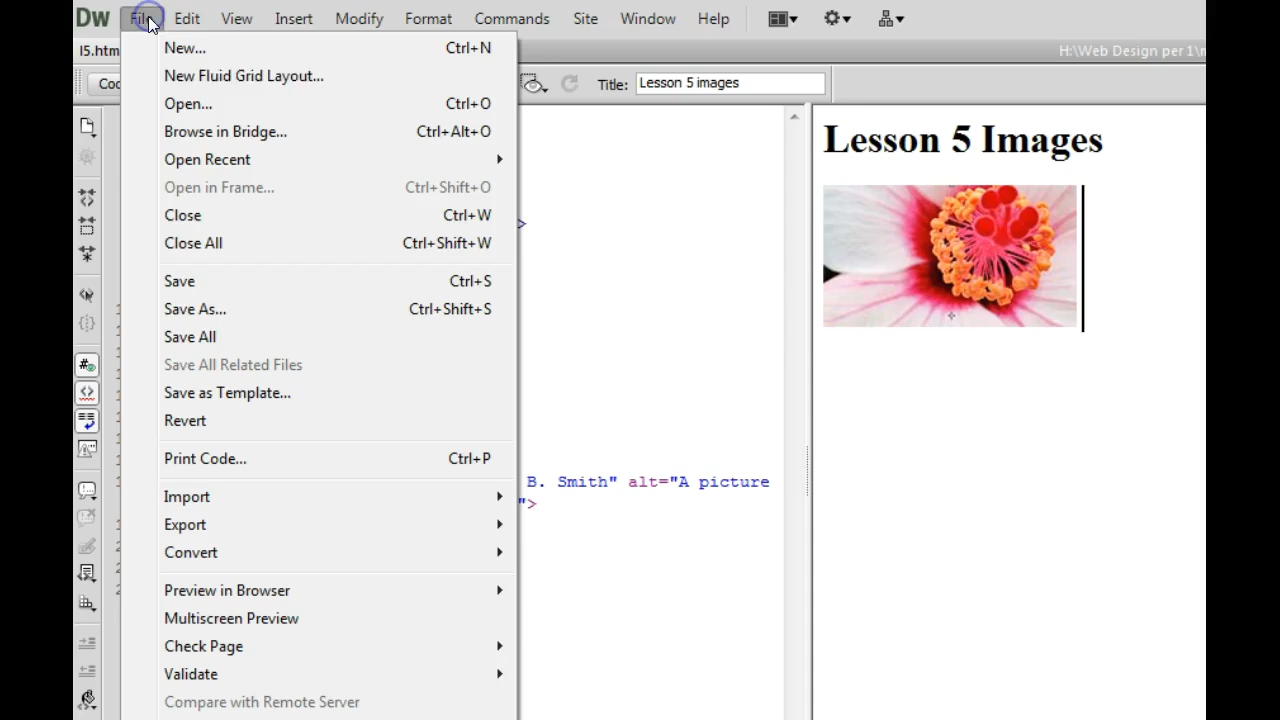 Dw File Edit View Insert Modify Format Commands Site Window Help
l5.htm H:\Web Design per 1\
Title: Lesson 5 images
New... Ctrl+N
New Fluid Grid Layout...
Open... Ctrl+O
Browse in Bridge... Ctrl+Alt+O
Open Recent
Open in Frame... Ctrl+Shift+O
Close Ctrl+W
Close All Ctrl+Shift+W
Save Ctrl+S
Save As... Ctrl+Shift+S
Save All
Save All Related Files
Save as Template...
Revert
Print Code... Ctrl+P
Import
Export
Convert
Preview in Browser
Multiscreen Preview
Check Page
Validate
Compare with Remote Server
>
B. Smith" alt="A picture
">
Lesson 5 Images